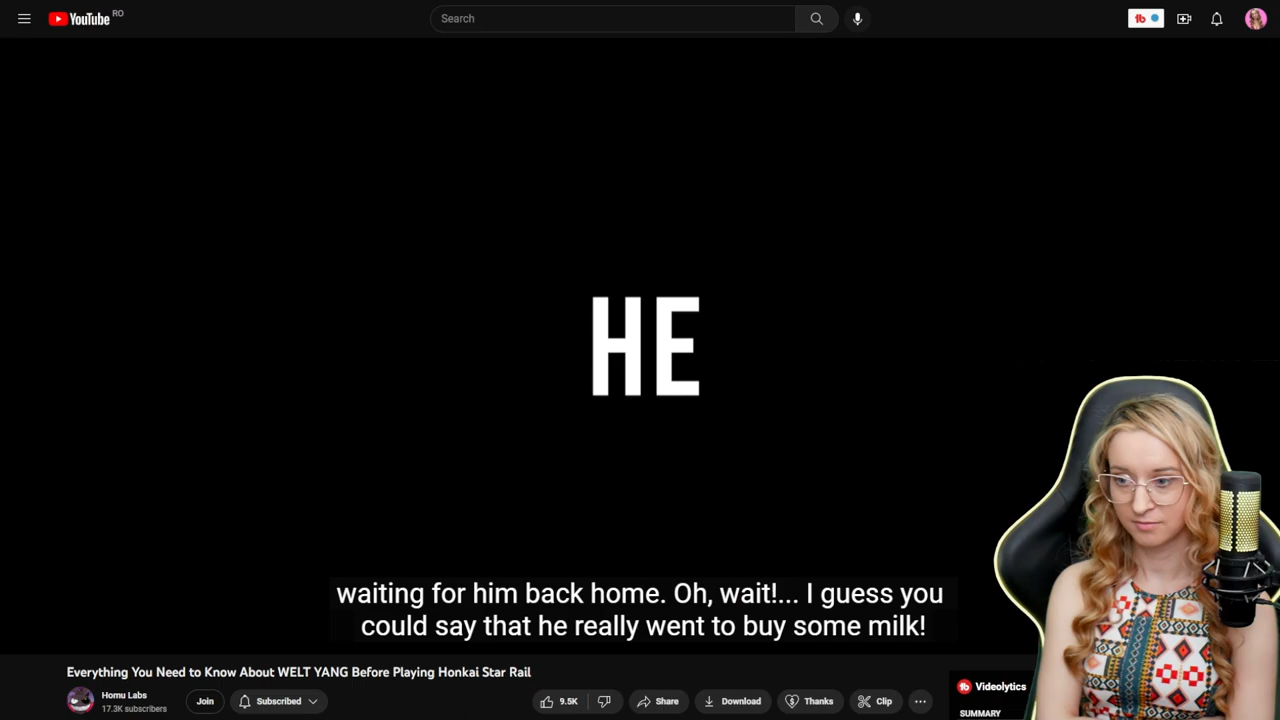 YouTube RO
Search
HE
waiting for him back home. Oh, wait!... I guess you
could say that he really went to buy some milk!
Everything You Need to Know About WELT YANG Before Playing Honkai Star Rail
Homu Labs
17.3K subscribers
Join
Subscribed
9.5K
Share
Download
Thanks
Clip
tb
tb Videolytics
SUMMARY